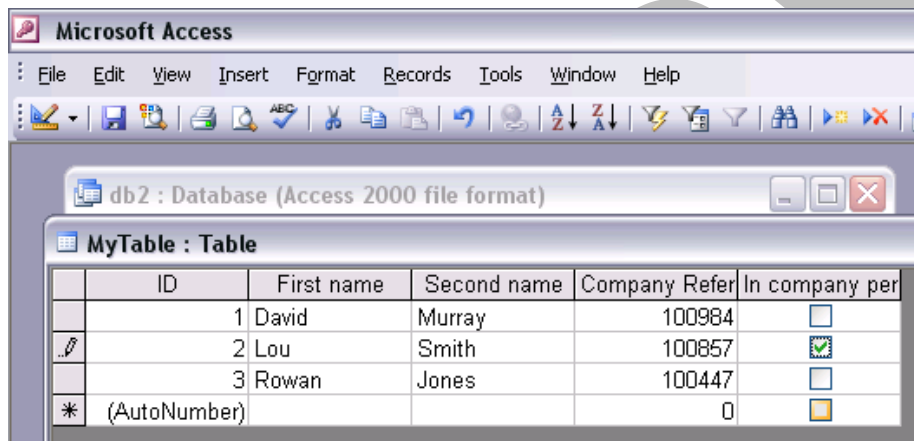 Microsoft Access
File Edit View Insert Format Records Tools Window Help
ABC A Z Z A
db2 : Database (Access 2000 file format)
MyTable : Table
ID First name Second name Company Refer In company per
1 David Murray 100984
2 Lou Smith 100857
3 Rowan Jones 100447
(AutoNumber) 0